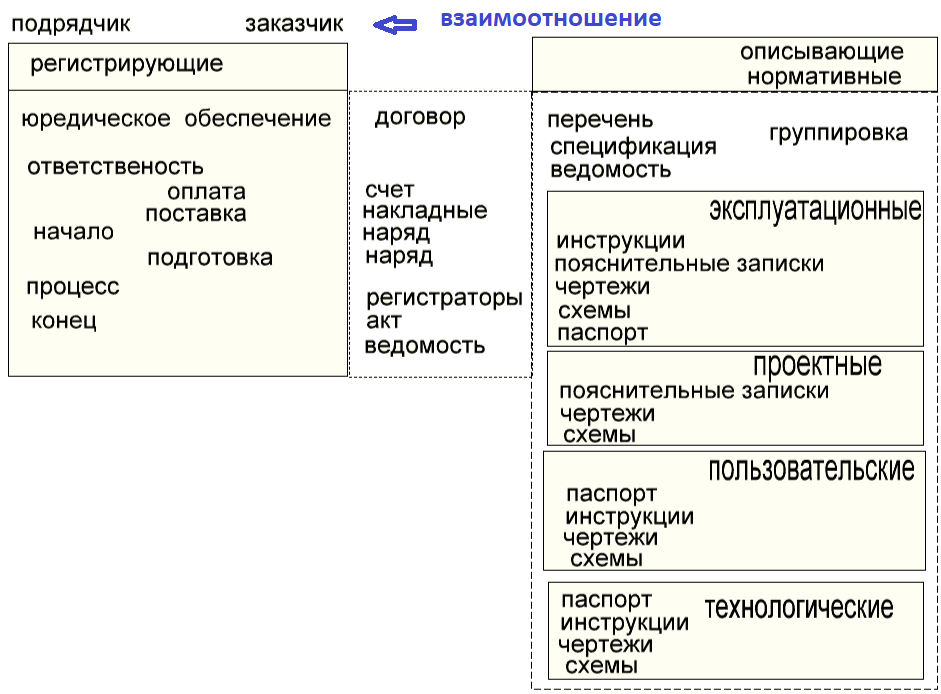 подрядчик заказчик взаимоотношение
регистрирующие
описывающие
нормативные
юредическое обеспечение
ответственость
оплата
поставка
начало
подготовка
процесс
конец
договор
счет
накладные
наряд
наряд
регистраторы
акт
ведомость
перечень
спецификация
ведомость
группировка
эксплуатационные
инструкции
пояснительные записки
чертежи
схемы
паспорт
проектные
пояснительные записки
чертежи
схемы
пользовательские
паспорт
инструкции
чертежи
схемы
технологические
паспорт
инструкции
чертежи
схемы